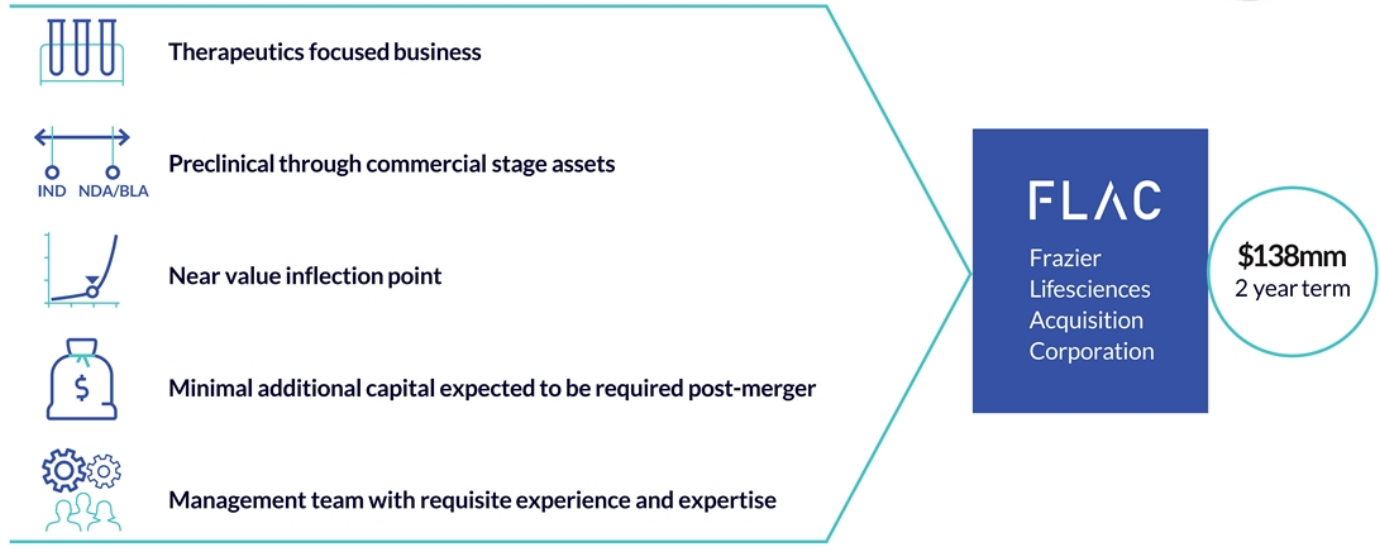 Therapeutics focused business
Preclinical through commercial stage assets
IND NDA/BLA
Near value inflection point
$
Minimal additional capital expected to be required post-merger
Management team with requisite experience and expertise
FLAC
Frazier
Lifesciences
Acquisition
Corporation
$138mm
2 year term